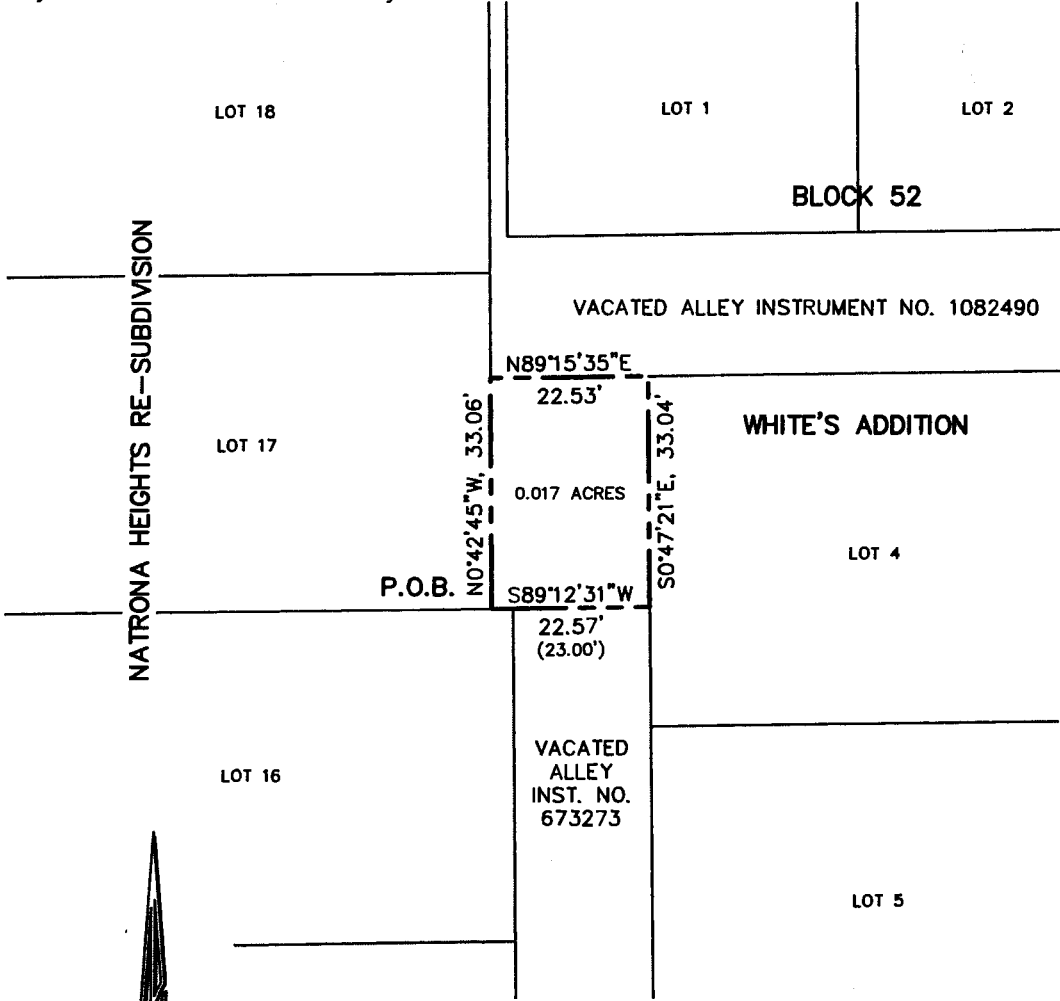 LOT 18
LOT 1
LOT 2
BLOCK 52
NATRONA HEIGHTS RE-SUBDIVISION
VACATED ALLEY INSTRUMENT NO. 1082490
N89°15'35"E
22.53'
LOT 17
N0°42'45"W, 33.06'
0.017 ACRES
S0°47'21"E, 33.04'
WHITE'S ADDITION
LOT 4
P.O.B.
S89°12'31"W
22.57'
(23.00')
LOT 16
VACATED
ALLEY
INST. NO.
673273
LOT 5